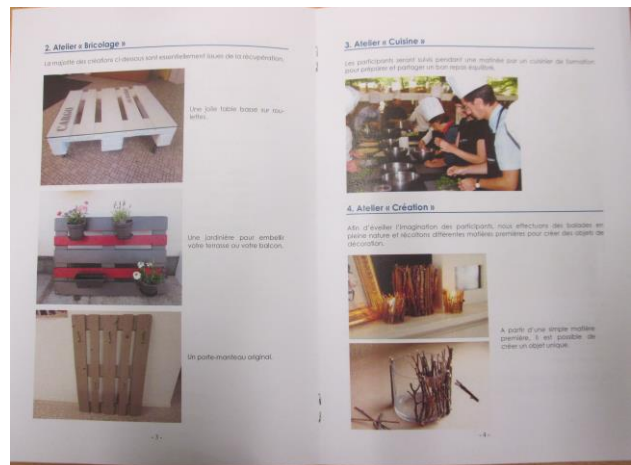 2. Atelier « Bricolage »
La majorité des créations ci-dessous sont essentiellement issues de la récupération.
CARGO
Une jolie table basse sur rou-
lettes.
Une jardinière pour embellir
votre terrasse ou votre balcon.
Un porte-manteau original.
- 3 -
3. Atelier « Cuisine »
Les participants seront suivis pendant une matinée par un cuisinier de formation
pour préparer et partager un bon repas équilibré.
4. Atelier « Création »
Afin d'éveiller l'imagination des participants, nous effectuons des balades en
pleine nature et récoltons différentes matières premières pour créer des objets de
décoration.
A partir d'une simple matière
première, il est possible de
créer un objet unique.
- 4 -